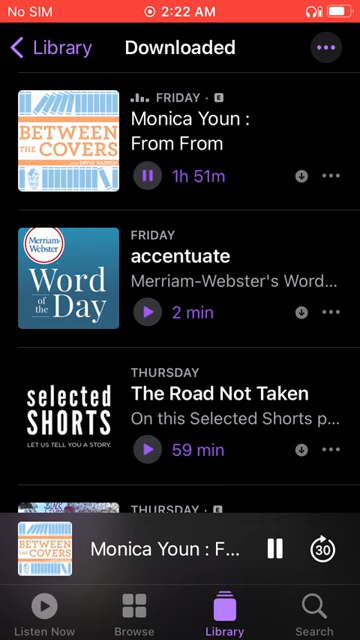 No SIM
2:22 AM
Library
Downloaded
BETWEEN
THE COVERS
WITH DAVID NAIMON
FRIDAY · E
Monica Youn :
From From
1h 51m
Merriam-
Webster
Word
of the
Day
FRIDAY
accentuate
Merriam-Webster's Word...
2 min
selected
SHORTS
LET US TELL YOU A STORY.
THURSDAY
The Road Not Taken
On this Selected Shorts p...
59 min
THURSDAY · E
BETWEEN
THE COVERS
Monica Youn : F...
30
Listen Now
Browse
Library
Search